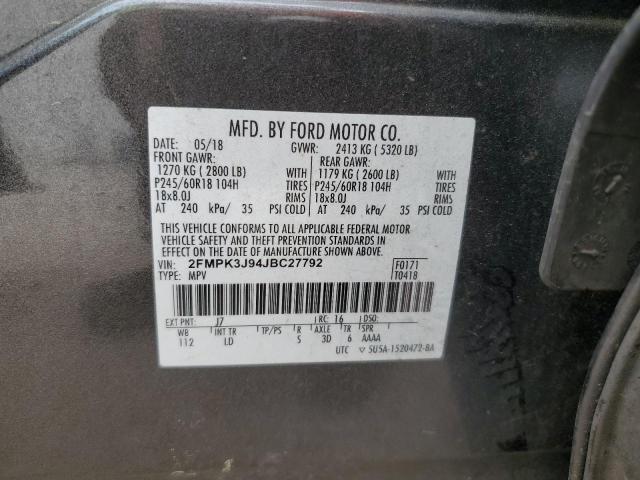 MFD. BY FORD MOTOR CO.
DATE: 05/18 GVWR: 2413 KG ( 5320 LB)
FRONT GAWR: REAR GAWR:
1270 KG ( 2800 LB) 1179 KG ( 2600 LB)
P245/60R18 104H WITH TIRES P245/60R18 104H WITH TIRES
18x8.0J RIMS 18x8.0J RIMS
AT 240 kPa/ 35 PSI COLD AT 240 kPa/ 35 PSI COLD
THIS VEHICLE CONFORMS TO ALL APPLICABLE FEDERAL MOTOR
VEHICLE SAFETY AND THEFT PREVENTION STANDARDS IN
EFFECT ON THE DATE OF MANUFACTURE SHOWN ABOVE.
VIN: 2FMPK3J94JBC27792 F0171
TYPE: MPV T0418
EXT PNT: J7 RC: 16 DSO:
WB INT TR TP/PS R AXLE TR SPR
112 LD S 3D 6 AAAA
UTC ▽ 5U5A-1520472-BA